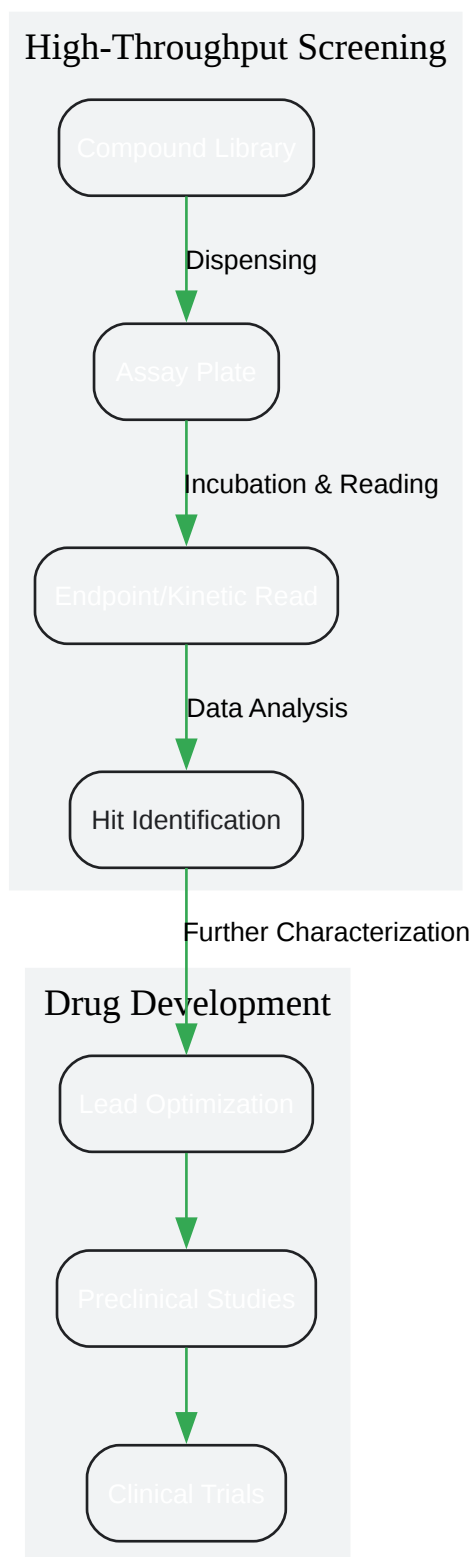 High-Throughput Screening
Compound Library
Dispensing
Assay Plate
Incubation & Reading
Endpoint/Kinetic Read
Data Analysis
Hit Identification
Further Characterization
Drug Development
Lead Optimization
Preclinical Studies
Clinical Trials